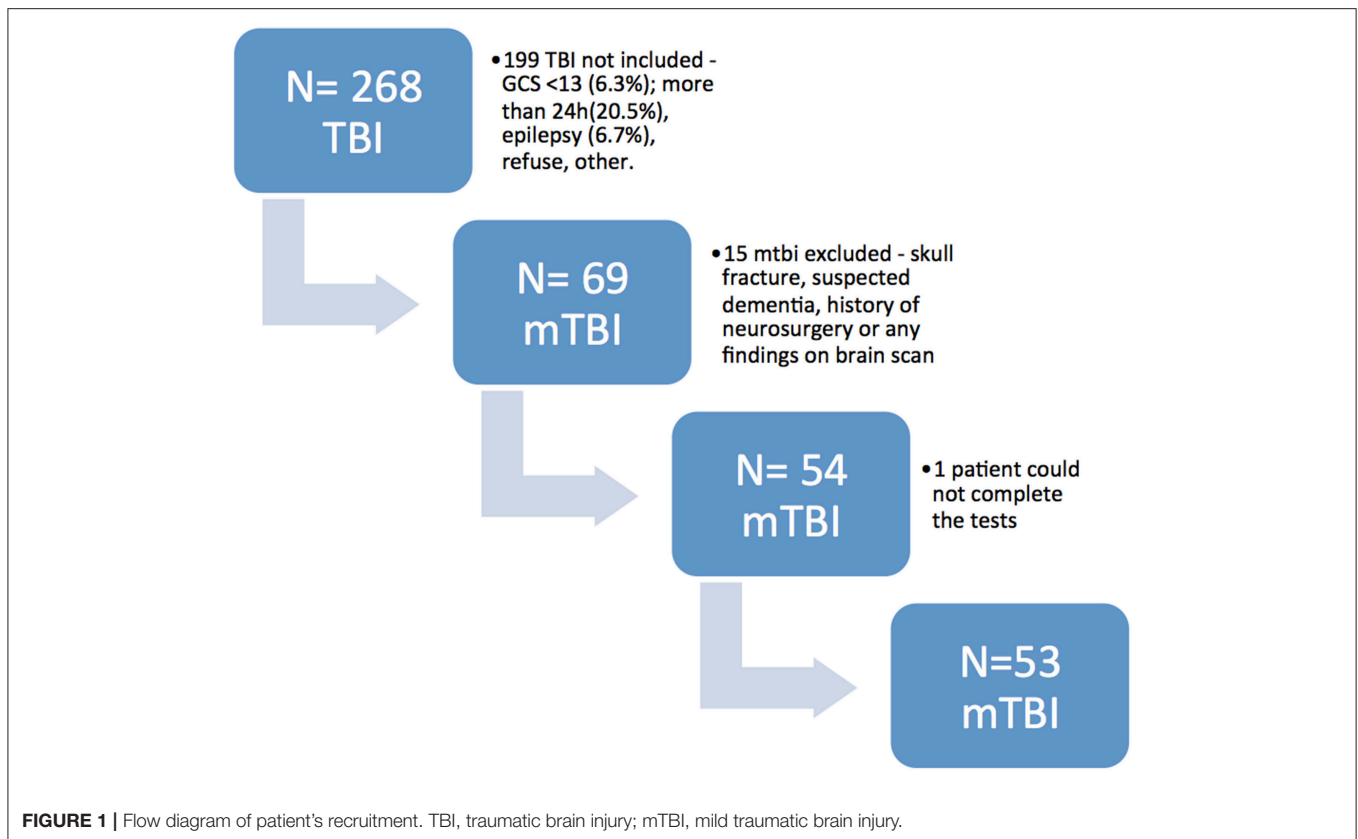 N= 268
TBI
•199 TBI not included -
GCS <13 (6.3%); more
than 24h(20.5%),
epilepsy (6.7%),
refuse, other.
N= 69
mTBI
•15 mtbi excluded - skull
fracture, suspected
dementia, history of
neurosurgery or any
findings on brain scan
N= 54
mTBI
•1 patient could
not complete
the tests
N=53
mTBI
FIGURE 1 | Flow diagram of patient's recruitment. TBI, traumatic brain injury; mTBI, mild traumatic brain injury.